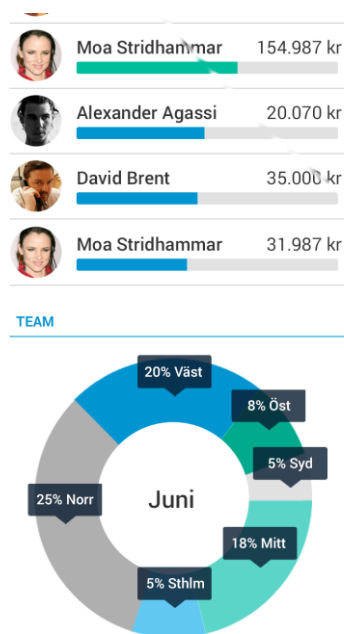 Moa Stridhammar 154.987 kr
Alexander Agassi 20.070 kr
David Brent 35.000 kr
Moa Stridhammar 31.987 kr
TEAM
20% Väst
8% Öst
5% Syd
25% Norr
Juni
18% Mitt
5% Sthlm